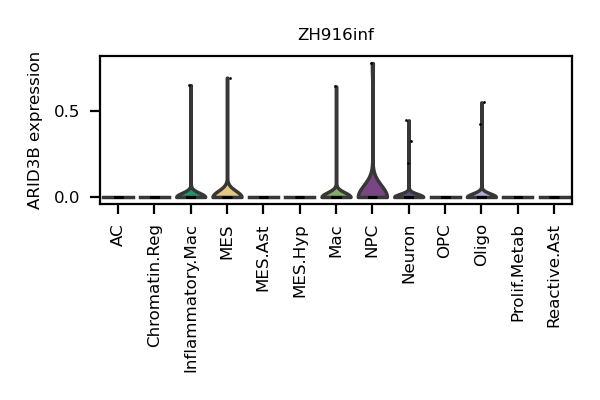 ZH916inf
ARID3B expression
0.5
0.0
AC
Chromatin.Reg
Inflammatory.Mac
MES
MES.Ast
MES.Hyp
Mac
NPC
Neuron
OPC
Oligo
Prolif.Metab
Reactive.Ast